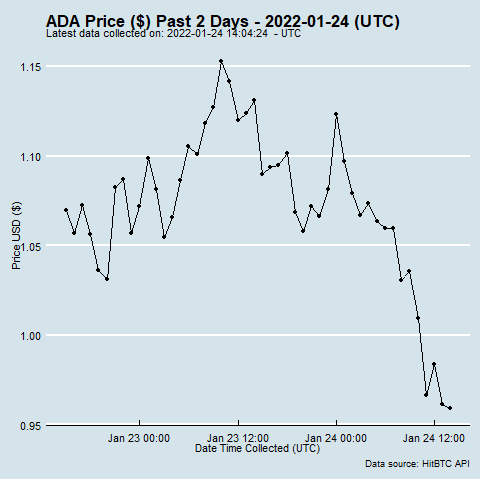 ADA Price ($) Past 2 Days - 2022-01-24 (UTC)
Latest data collected on: 2022-01-24 14:04:24 - UTC
1.15
1.10
1.05
1.00
0.95
Price USD ($)
Jan 23 00:00 Jan 23 12:00 Jan 24 00:00 Jan 24 12:00
Date Time Collected (UTC)
Data source: HitBTC API